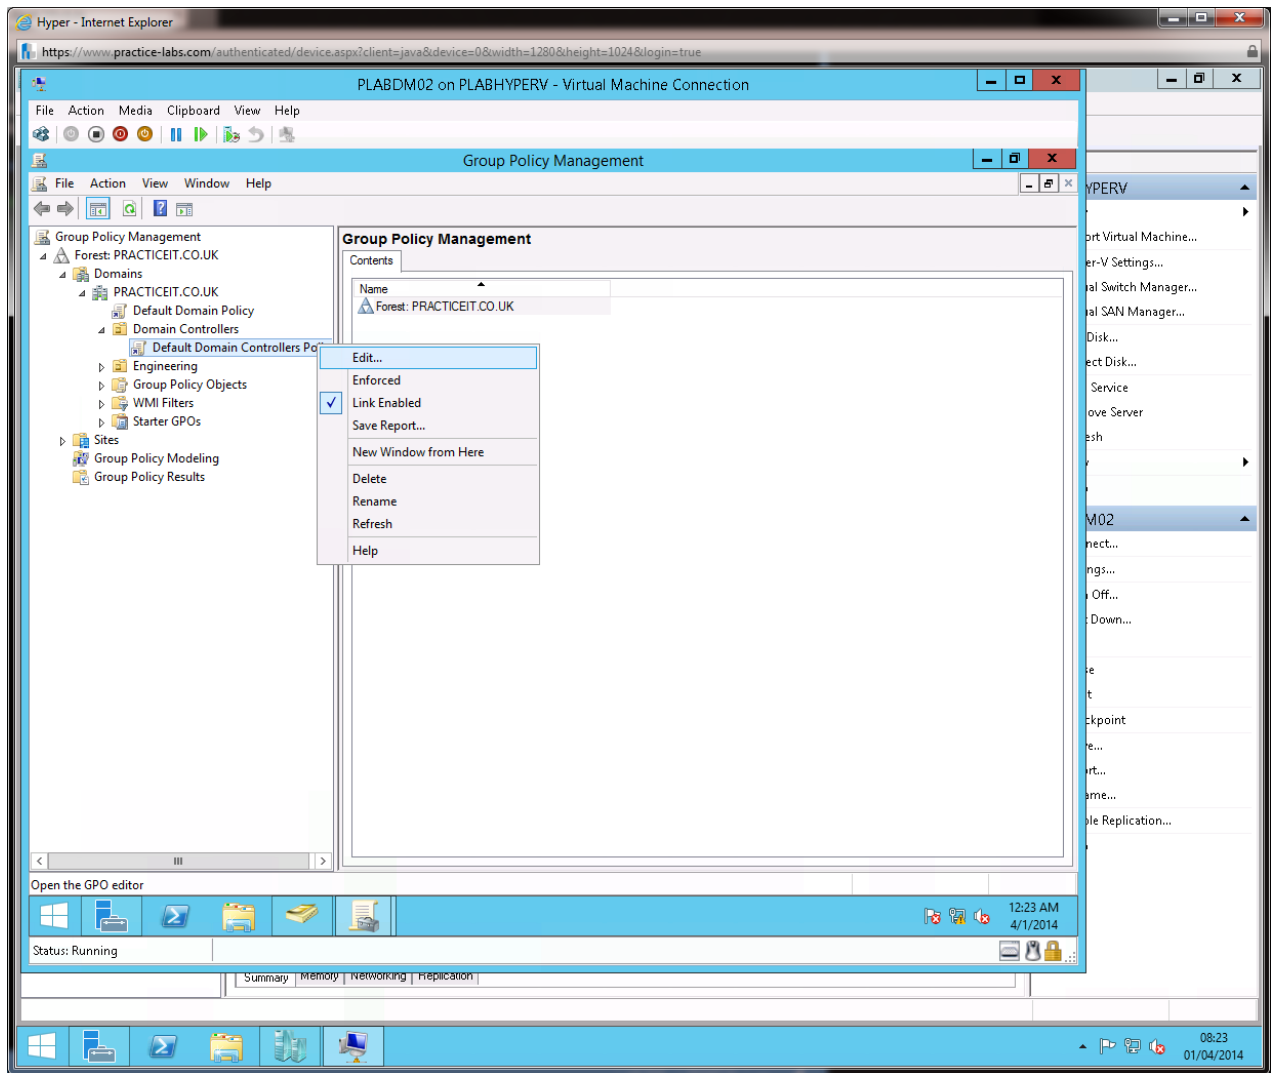 Hyper - Internet Explorer
https://www.practice-labs.com/authenticated/device.aspx?client=java&device=0&width=1280&height=1024&login=true
PLABDM02 on PLABHYPERV - Virtual Machine Connection
File Action Media Clipboard View Help
Group Policy Management
File Action View Window Help
Group Policy Management
Forest: PRACTICEIT.CO.UK
Domains
PRACTICEIT.CO.UK
Default Domain Policy
Domain Controllers
Default Domain Controllers Po
Engineering
Group Policy Objects
WMI Filters
Starter GPOs
Sites
Group Policy Modeling
Group Policy Results
Group Policy Management
Contents
Name
Forest: PRACTICEIT.CO.UK
Edit...
Enforced
Link Enabled
Save Report...
New Window from Here
Delete
Rename
Refresh
Help
YPERV
ort Virtual Machine...
er-V Settings...
ual Switch Manager...
ual SAN Manager...
Disk...
ect Disk...
Service
ove Server
esh
M02
nect...
ngs...
Off...
Down...
se
t
ckpoint
e...
rt...
ame...
ble Replication...
Open the GPO editor
12:23 AM
4/1/2014
Status: Running
Summary Memory Networking Replication
08:23
01/04/2014